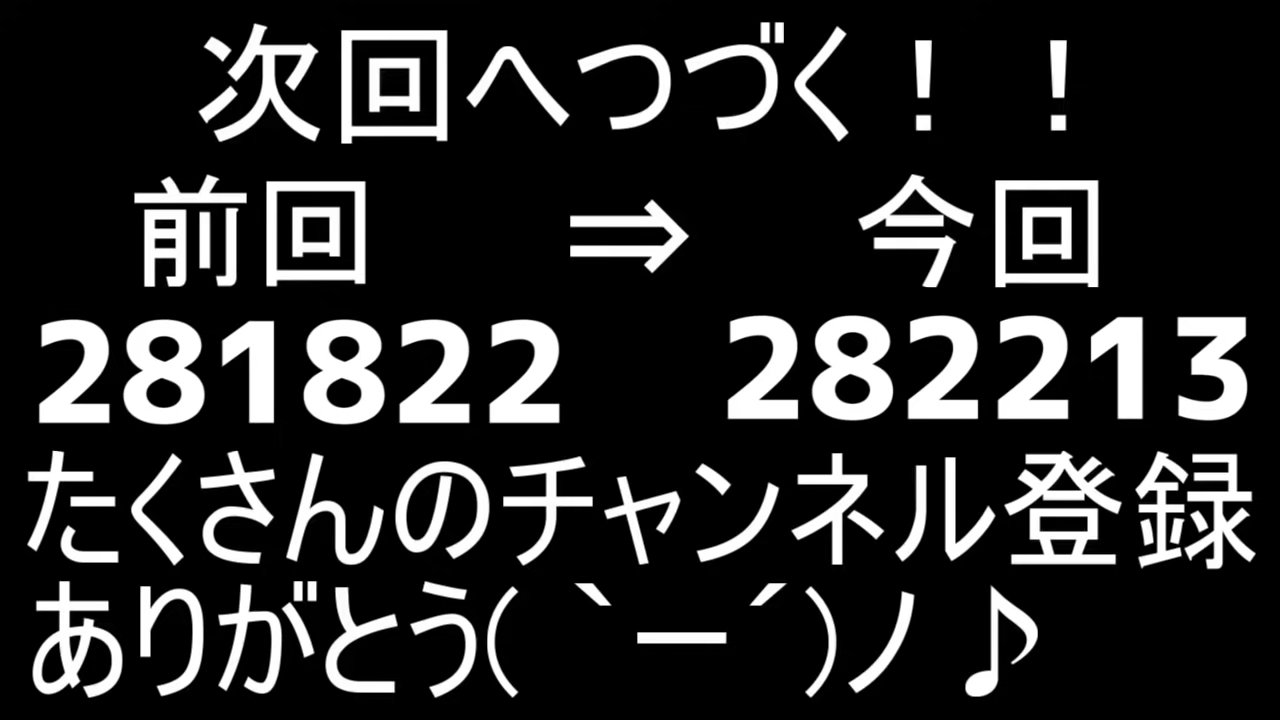 次回へつづく！！
前回 ⇒ 今回
281822 282213
たくさんのチャンネル登録
ありがとう(｀ー´)ノ♪